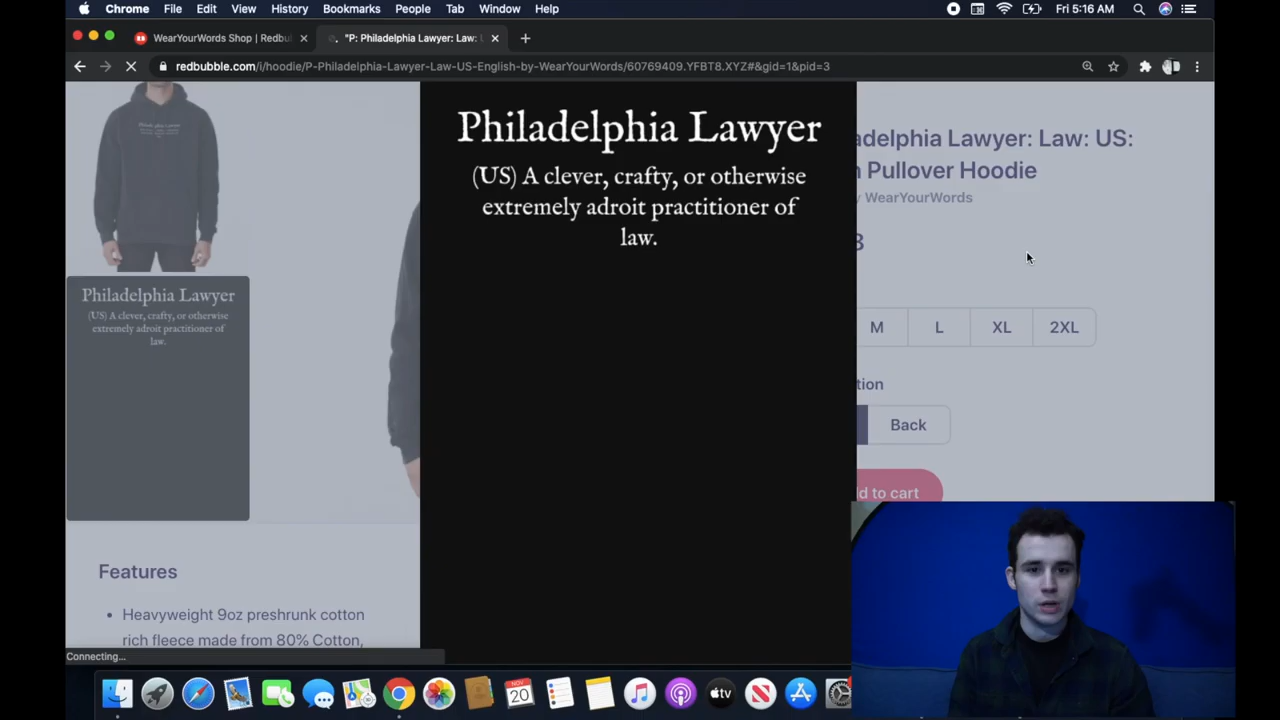 Chrome File Edit View History Bookmarks People Tab Window Help Fri 5:16 AM
WearYourWords Shop | Redbu
"P: Philadelphia Lawyer: Law:
redbubble.com/i/hoodie/P-Philadelphia-Lawyer-Law-US-English-by-WearYourWords/60769409.YFBT8.XYZ#&gid=1&pid=3
Philadelphia Lawyer
(US) A clever, crafty, or otherwise
extremely adroit practitioner of
law.
adelphia Lawyer: Law: US:
Pullover Hoodie
WearYourWords
M L XL 2XL
tion
Back
d to cart
Philadelphia Lawyer
(US) A clever, crafty, or otherwise
extremely adroit practitioner of
law.
Features
• Heavyweight 9oz preshrunk cotton
rich fleece made from 80% Cotton,
Connecting...
NOV
20
tv